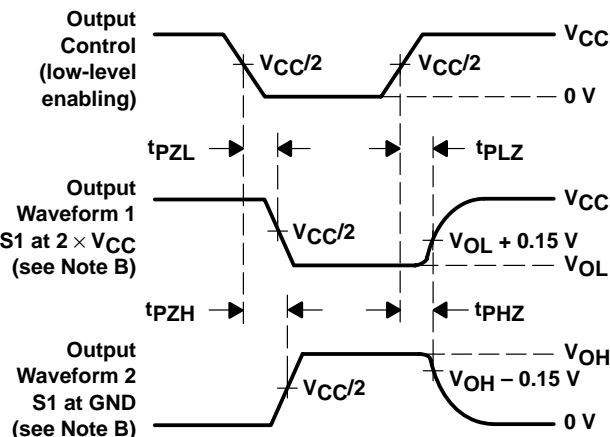 Output
Control
(low-level
enabling)
VCC/2
VCC/2
VCC
0 V
tPZL
tPLZ
Output
Waveform 1
S1 at 2 × VCC
(see Note B)
VCC/2
VCC
VOL + 0.15 V
VOL
tPZH
tPHZ
Output
Waveform 2
S1 at GND
(see Note B)
VCC/2
VOH
VOH – 0.15 V
0 V